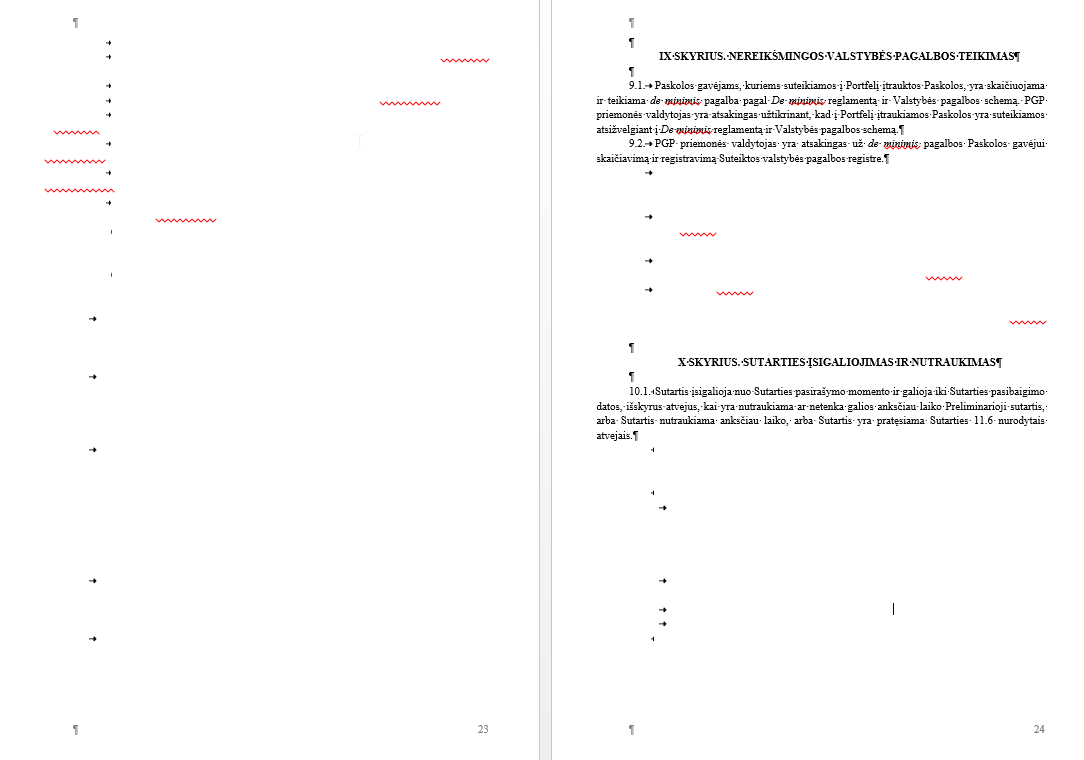 23
IX SKYRIUS. NEREIKŠMINGOS VALSTYBĖS PAGALBOS TEIKIMAS
9.1. Paskolos gavėjams, kuriems suteikiamos į Portfelį įtrauktos Paskolos, yra skaičiuojama
ir teikiama de minimis pagalba pagal De minimis reglamentą ir Valstybės pagalbos schemą. PGP
priemonės valdytojas yra atsakingas užtikrinant, kad į Portfelį įtraukiamos Paskolos yra suteikiamos
atsižvelgiant į De minimis reglamentą ir Valstybės pagalbos schemą.
9.2. PGP priemonės valdytojas yra atsakingas už de minimis pagalbos Paskolos gavėjui
skaičiavimą ir registravimą Suteiktos valstybės pagalbos registre.
X SKYRIUS. SUTARTIES ĮSIGALIOJIMAS IR NUTRAUKIMAS
10.1. Sutartis įsigalioja nuo Sutarties pasirašymo momento ir galioja iki Sutarties pasibaigimo
datos, išskyrus atvejus, kai yra nutraukiama ar netenka galios anksčiau laiko Preliminarioji sutartis,
arba Sutartis nutraukiama anksčiau laiko, arba Sutartis yra pratęsiama Sutarties 11.6 nurodytais
atvejais.
24